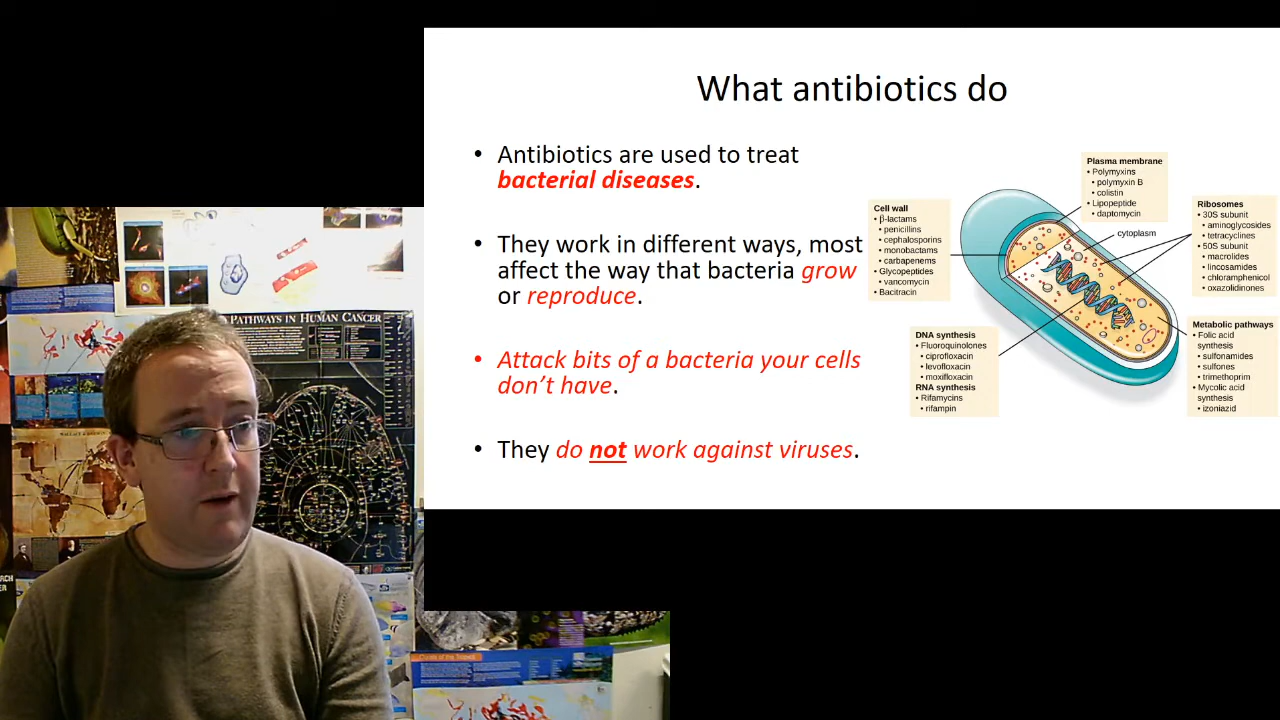 What antibiotics do
• Antibiotics are used to treat
bacterial diseases.
• They work in different ways, most
affect the way that bacteria grow
or reproduce.
• Attack bits of a bacteria your cells
don't have.
• They do not work against viruses.
Plasma membrane
• Polymyxins
• polymyxin B
• colistin
• Lipopeptide
• daptomycin
Cell wall
• β-lactams
• penicillins
• cephalosporins
• monobactams
• carbapenems
• Glycopeptides
• vancomycin
• Bacitracin
cytoplasm
Ribosomes
• 30S subunit
• aminoglycosides
• tetracyclines
• 50S subunit
• macrolides
• lincosamides
• chloramphenicol
• oxazolidinones
DNA synthesis
• Fluoroquinolones
• ciprofloxacin
• levofloxacin
• moxifloxacin
RNA synthesis
• Rifamycins
• rifampin
Metabolic pathways
• Folic acid
synthesis
• sulfonamides
• sulfones
• trimethoprim
• Mycolic acid
synthesis
• izoniazid
PATHWAYS IN HUMAN CANCER